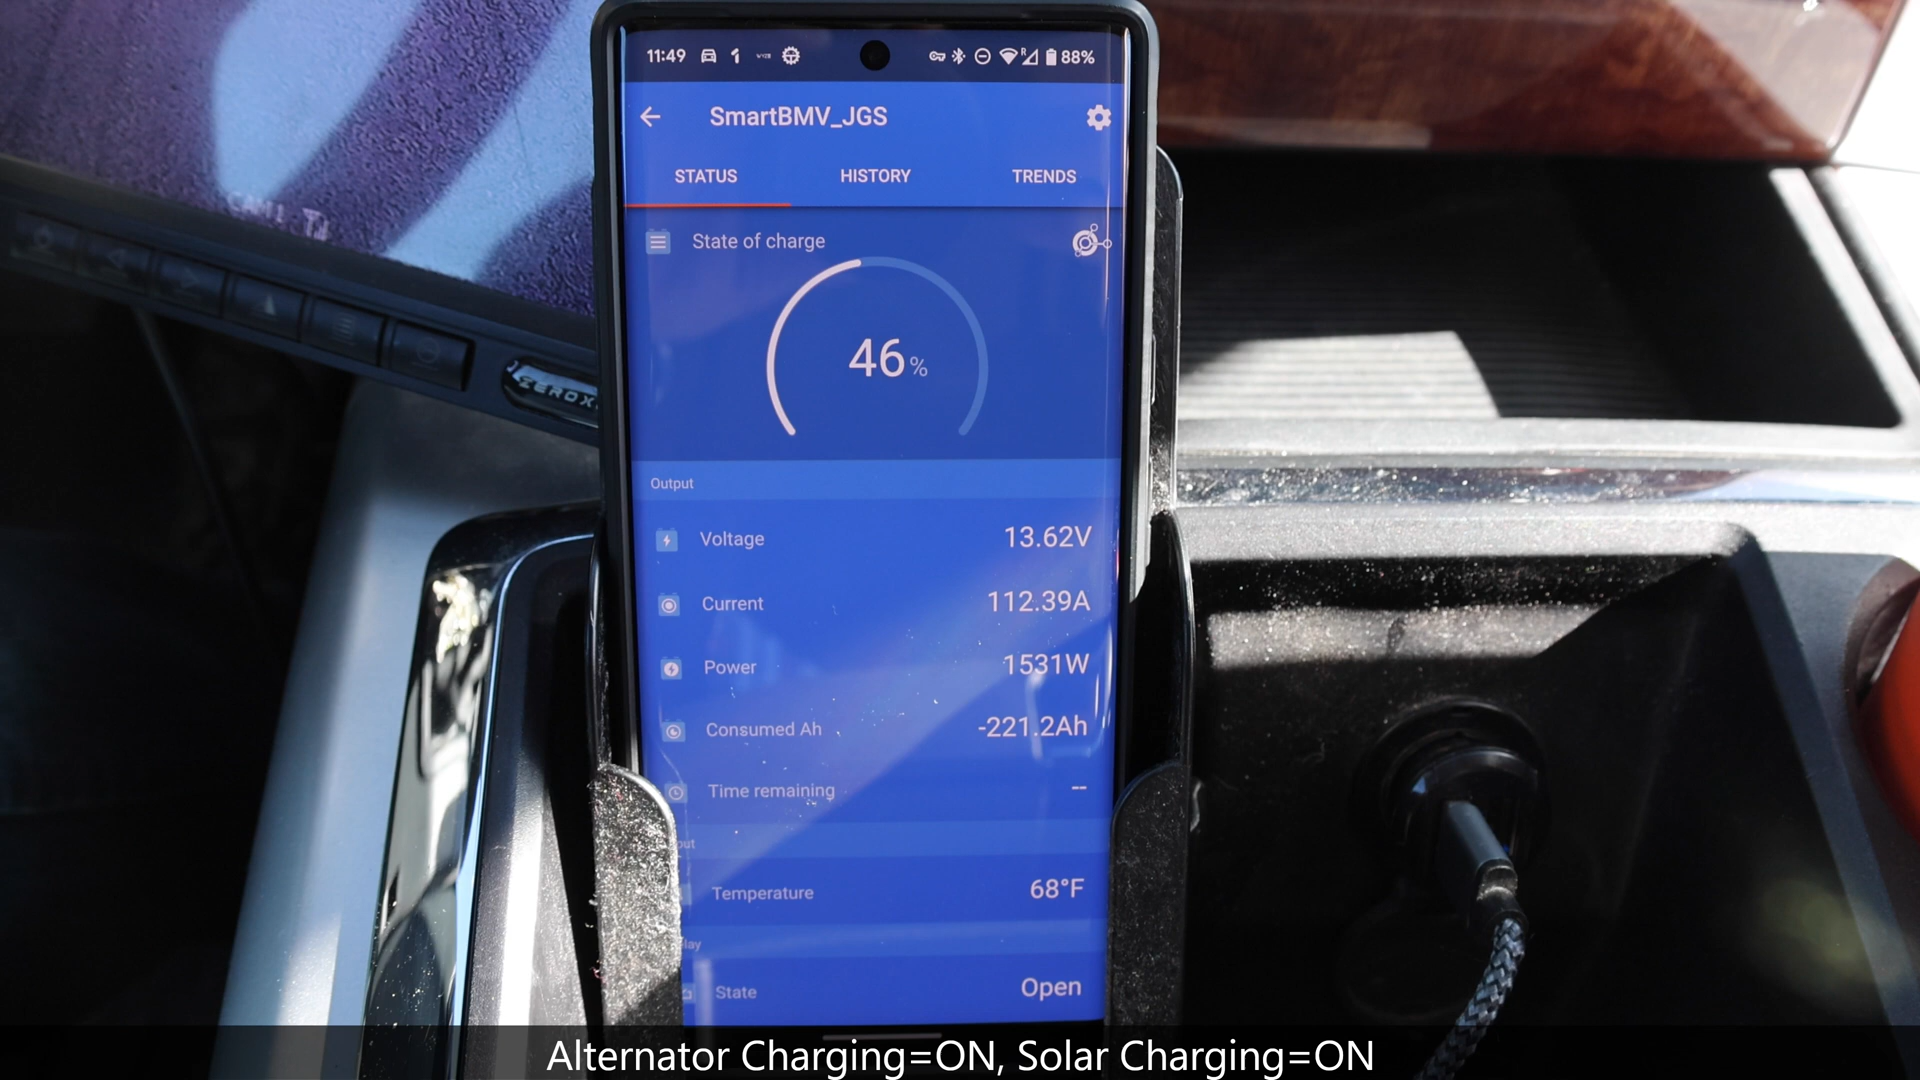 11:49 88%
SmartBMV_JGS
STATUS HISTORY TRENDS
State of charge
46%
Output
Voltage 13.62V
Current 112.39A
Power 1531W
Consumed Ah -221.2Ah
Time remaining --
Temperature 68°F
State Open
ZEROX
Alternator Charging=ON, Solar Charging=ON